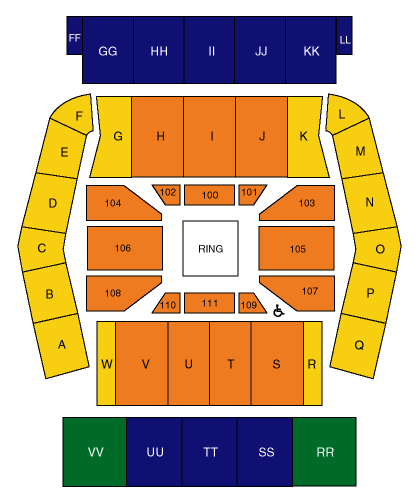 FF GG HH II JJ KK LL
F G H I J K L
E M
D N
C O
B P
A Q
102 100 101
104 103
106 RING 105
108 107
110 111 109
W V U T S R
VV UU TT SS RR